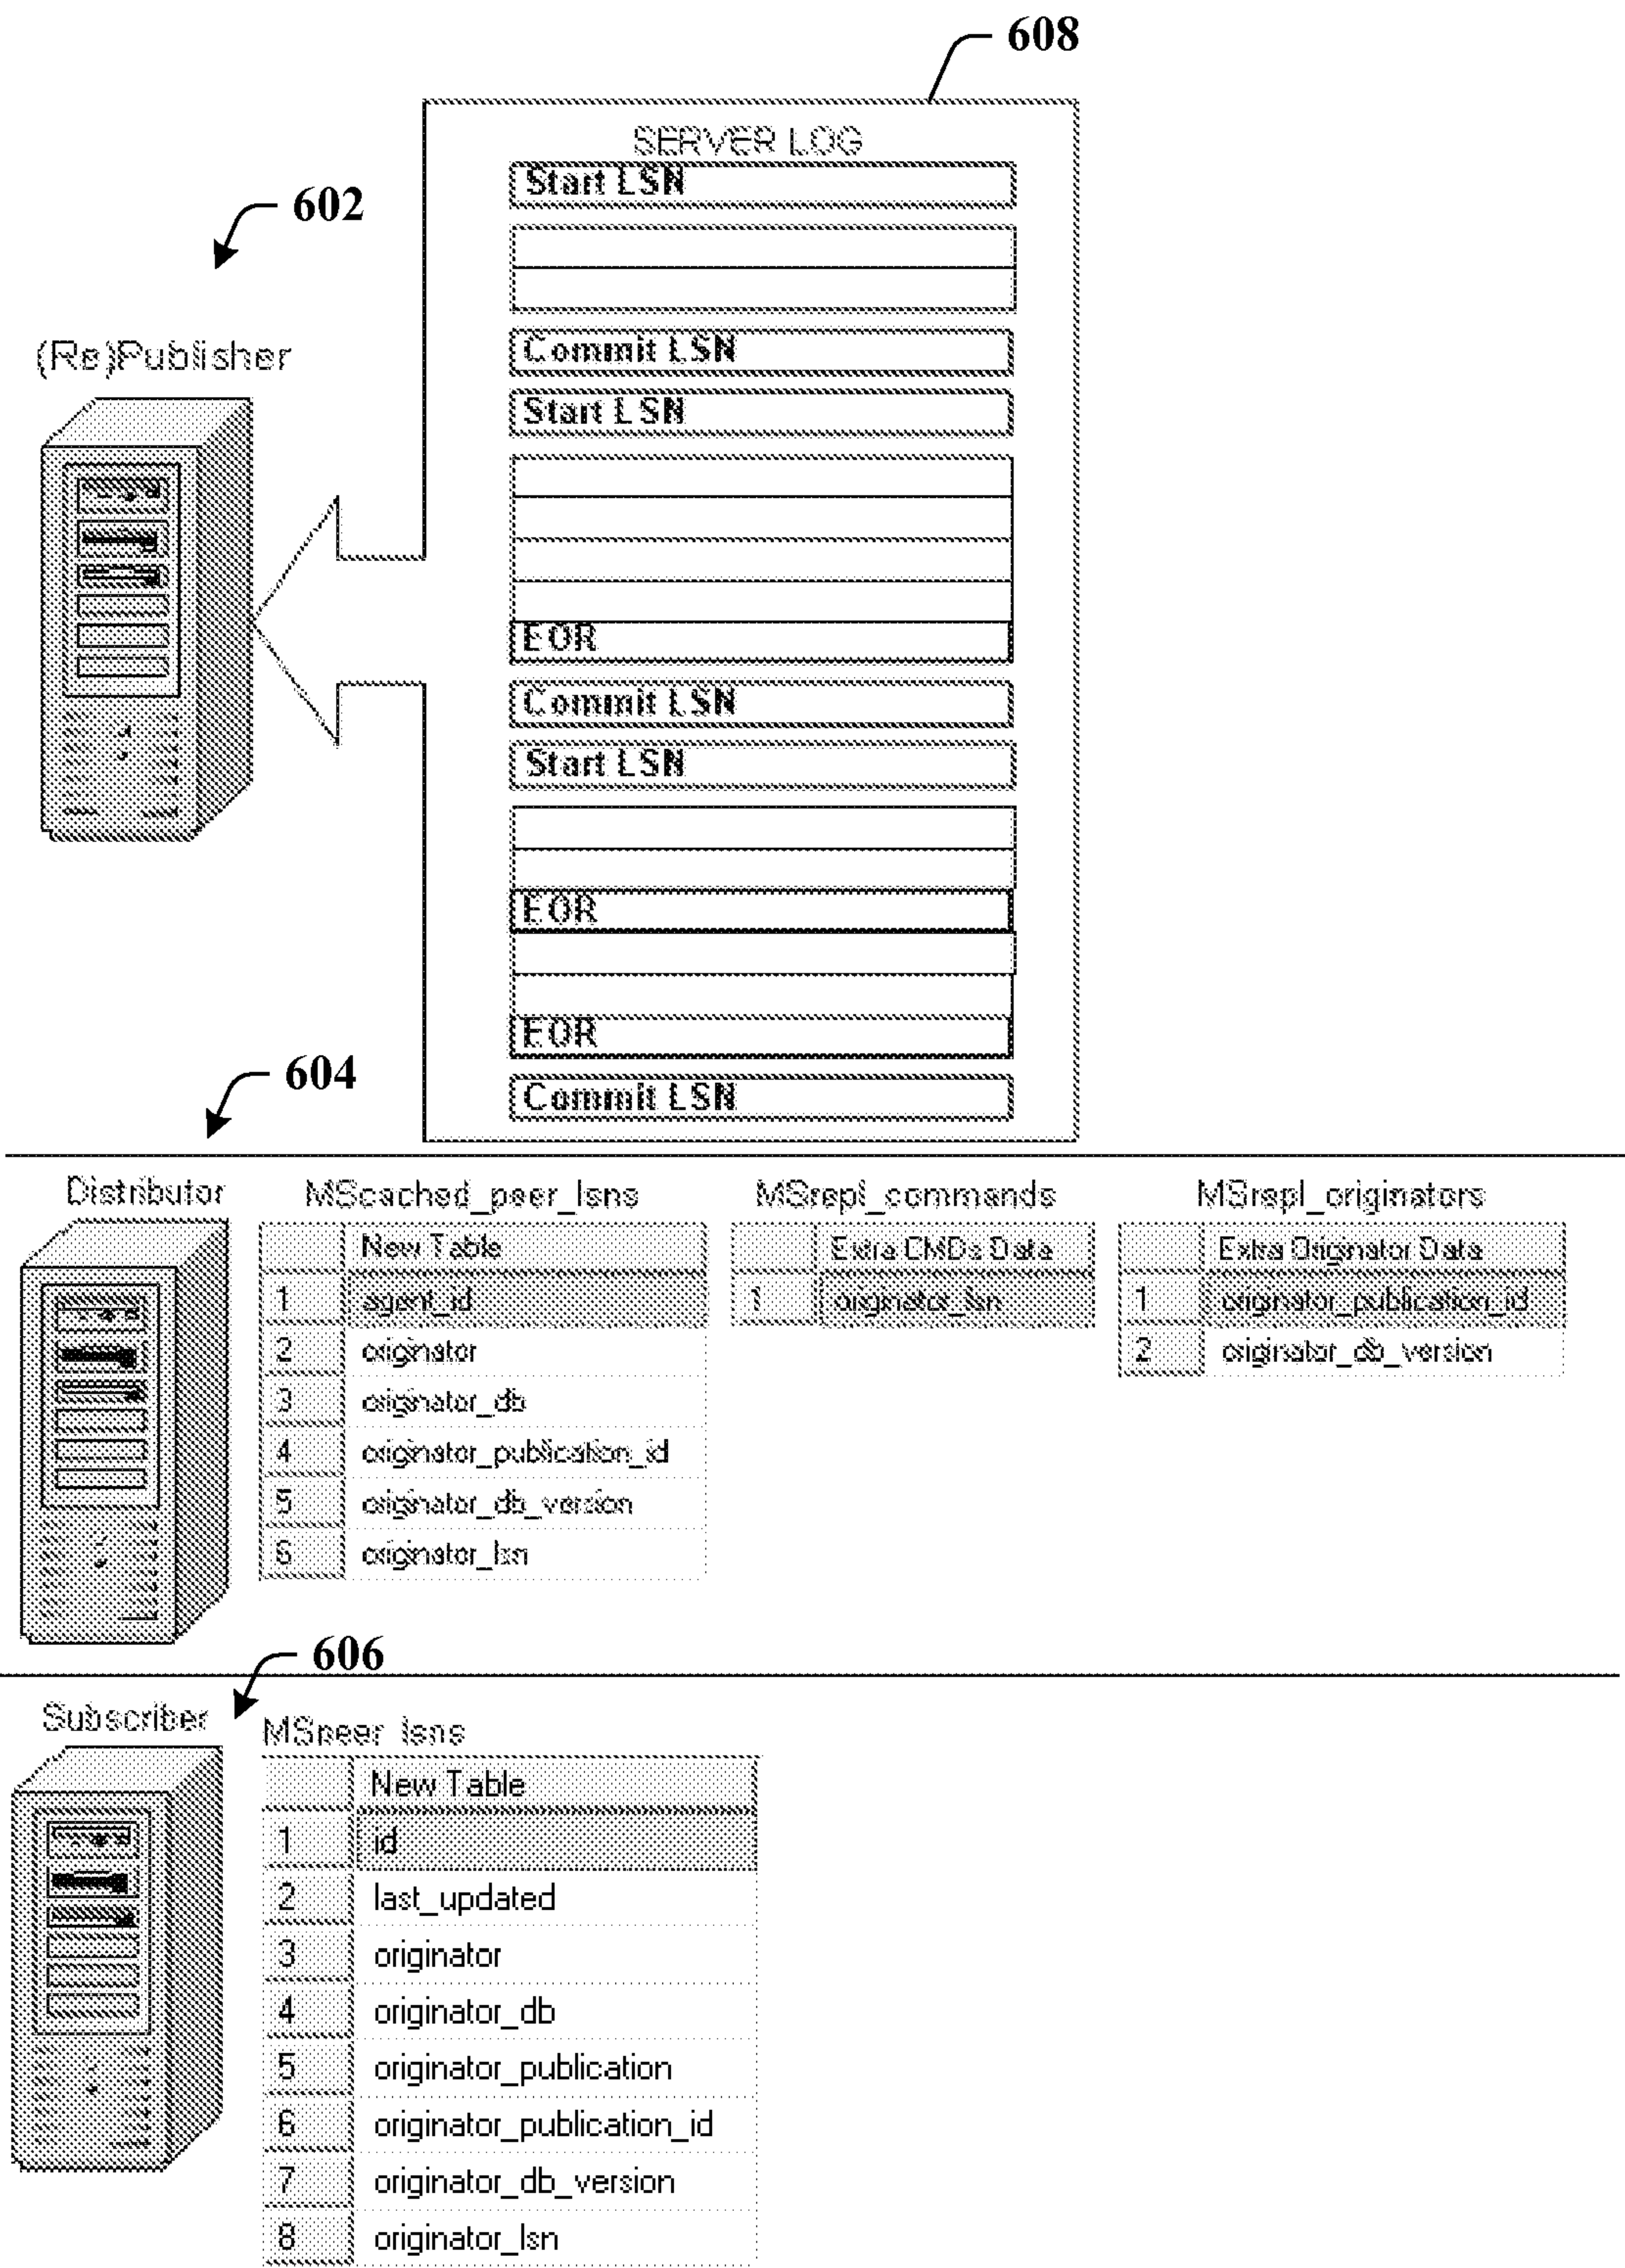 608
SERVER LOG
Start LSN
602
(Re)Publisher
Commit LSN
Start LSN
EOR
Commit LSN
Start LSN
EOR
EOR
604
Commit LSN
Distributor
MScached_peer_lsns
New Table
1 agent_id
2 originator
3 originator_db
4 originator_publication_id
5 originator_db_version
6 originator_lsn
MSrepl_commands
Extra CMDs Data
1 originator_lsn
MSrepl_originators
Extra Originator Data
1 originator_publication_id
2 originator_db_version
606
Subscriber
MSpeer_lsns
New Table
1 id
2 last_updated
3 originator
4 originator_db
5 originator_publication
6 originator_publication_id
7 originator_db_version
8 originator_lsn